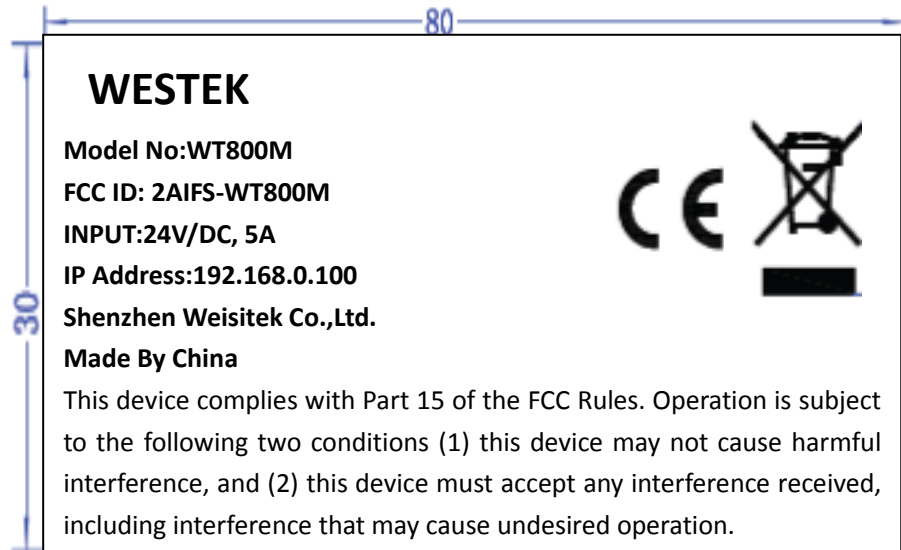 80
WESTEK
Model No:WT800M
FCC ID: 2AIFS-WT800M
INPUT:24V/DC, 5A
IP Address:192.168.0.100
Shenzhen Weisitek Co.,Ltd.
Made By China
CE
30
This device complies with Part 15 of the FCC Rules. Operation is subject
to the following two conditions (1) this device may not cause harmful
interference, and (2) this device must accept any interference received,
including interference that may cause undesired operation.